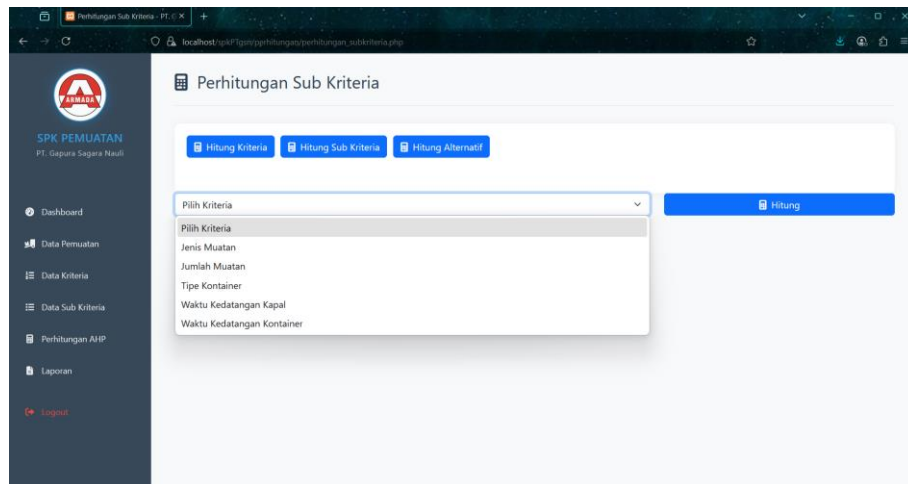 Perhitungan Sub Kriteria - PT. G
localhost/spkPTgsn/perhitungan/perhitungan_subkriteria.php
ARMADA
SPK PEMUATAN
PT. Gapura Sagara Nauli
Dashboard
Data Pemuatan
Data Kriteria
Data Sub Kriteria
Perhitungan AHP
Laporan
Logout
Perhitungan Sub Kriteria
Hitung Kriteria
Hitung Sub Kriteria
Hitung Alternatif
Pilih Kriteria
Hitung
Pilih Kriteria
Jenis Muatan
Jumlah Muatan
Tipe Kontainer
Waktu Kedatangan Kapal
Waktu Kedatangan Kontainer